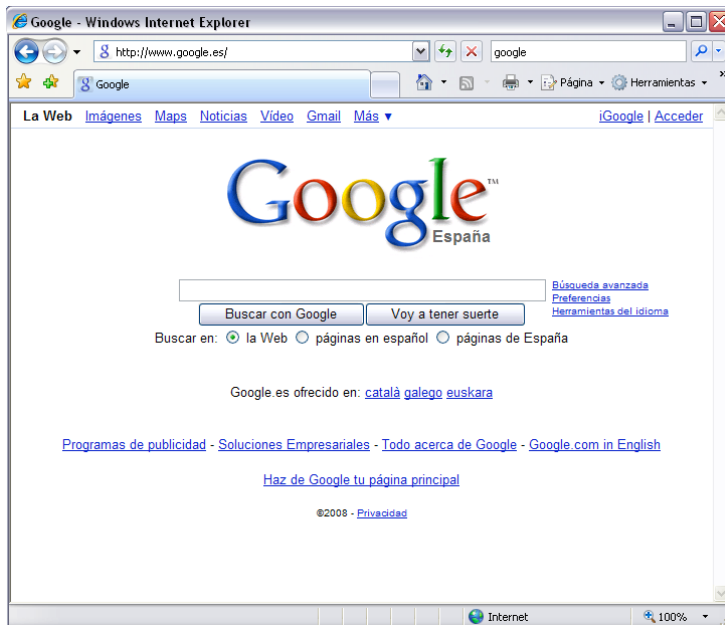 Google - Windows Internet Explorer
http://www.google.es/
google
Google
Página
Herramientas
»
La Web Imágenes Maps Noticias Vídeo Gmail Más ▼ iGoogle | Acceder
Google™
España
Búsqueda avanzada
Preferencias
Herramientas del idioma
Buscar con Google Voy a tener suerte
Buscar en: la Web páginas en español páginas de España
Google.es ofrecido en: català galego euskara
Programas de publicidad - Soluciones Empresariales - Todo acerca de Google - Google.com in English
Haz de Google tu página principal
©2008 - Privacidad
Internet 100%